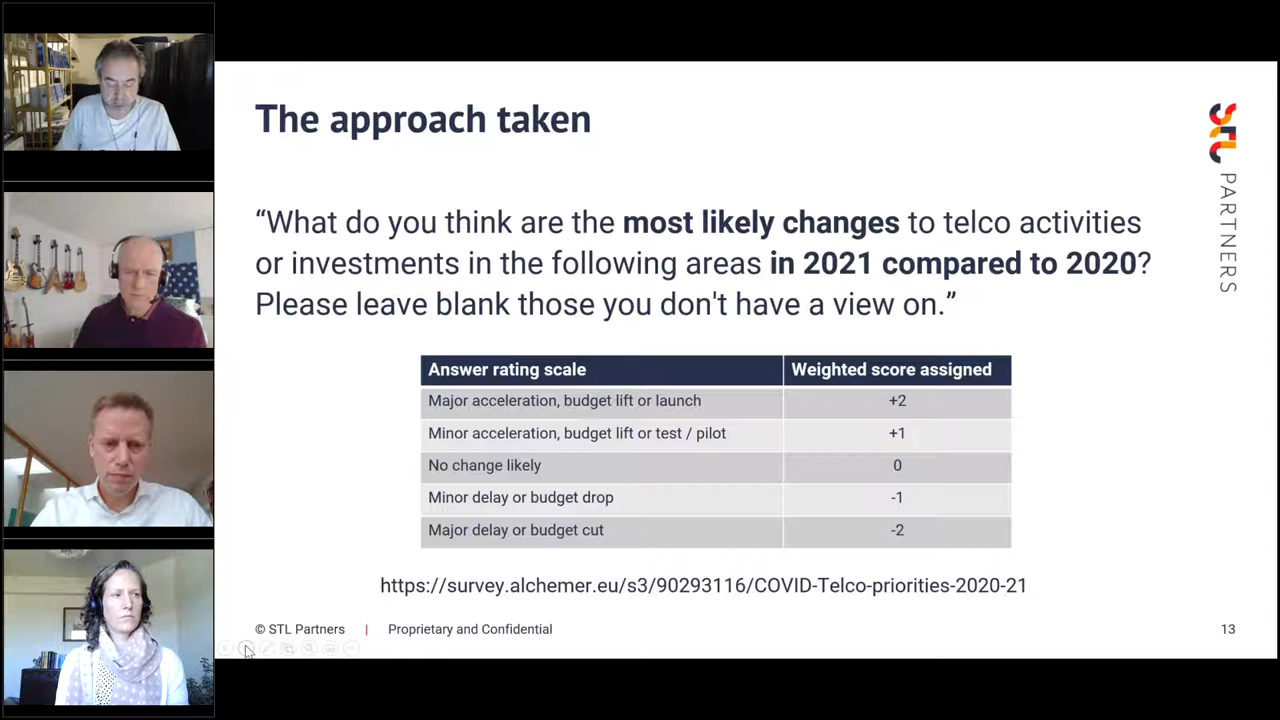 The approach taken
“What do you think are the most likely changes to telco activities
or investments in the following areas in 2021 compared to 2020?
Please leave blank those you don't have a view on.”
Answer rating scale Weighted score assigned
Major acceleration, budget lift or launch +2
Minor acceleration, budget lift or test / pilot +1
No change likely 0
Minor delay or budget drop -1
Major delay or budget cut -2
https://survey.alchemer.eu/s3/90293116/COVID-Telco-priorities-2020-21
© STL Partners | Proprietary and Confidential 13
STL PARTNERS